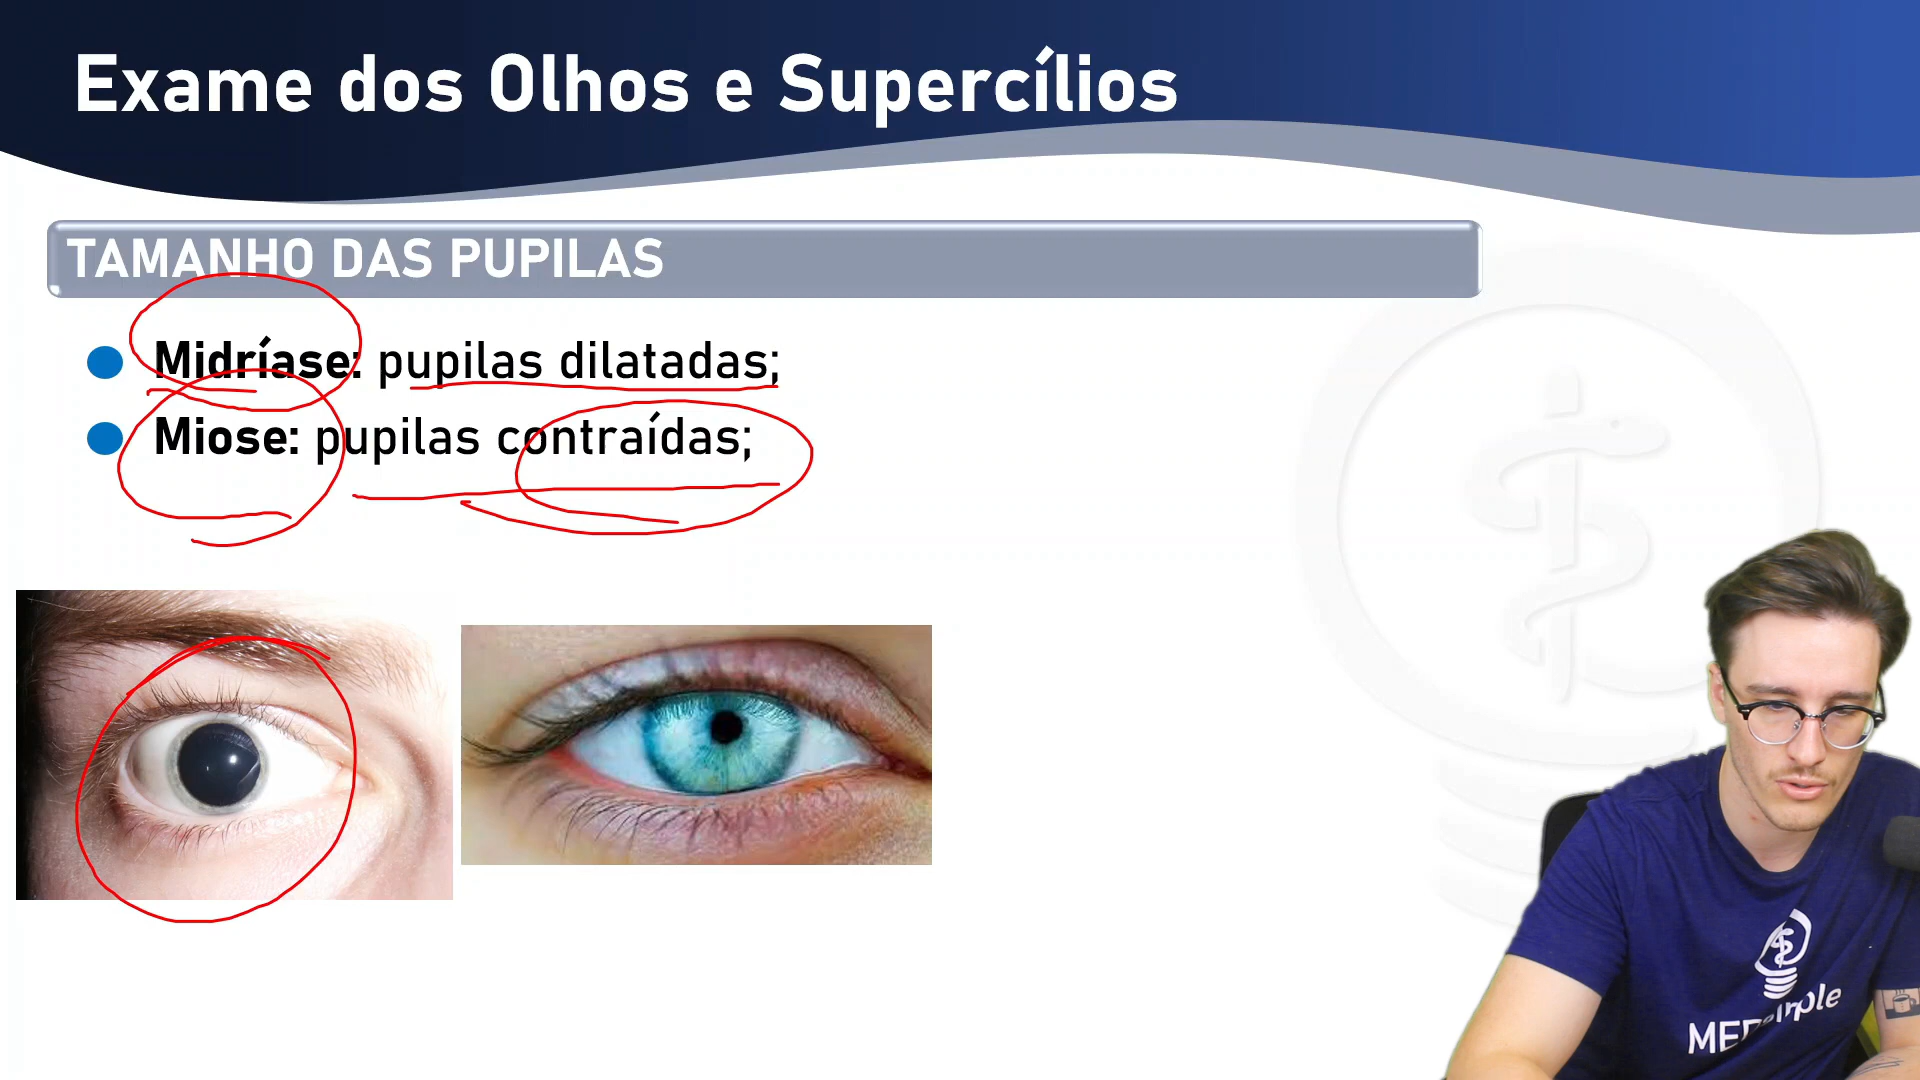 Exame dos Olhos e Supercílios
TAMANHO DAS PUPILAS
Midríase: pupilas dilatadas;
Miose: pupilas contraídas;